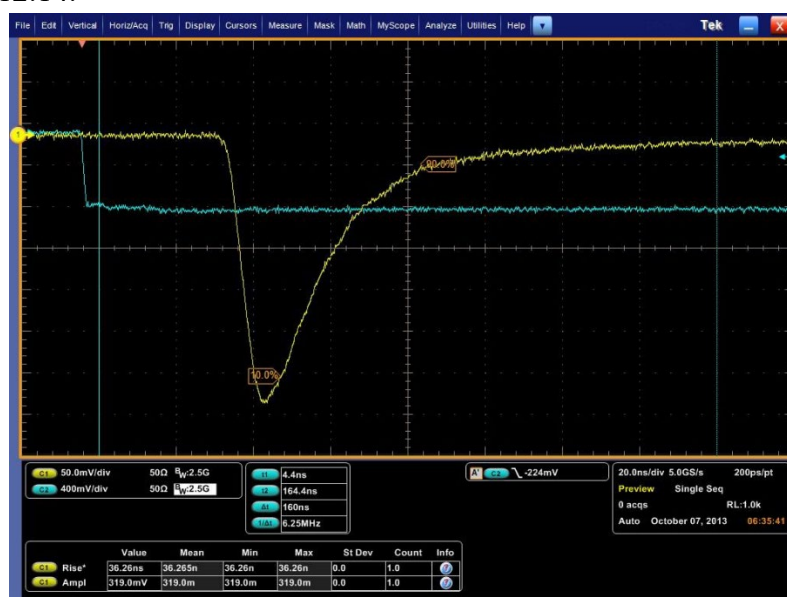 File Edit Vertical Horiz/Acq Trig Display Cursors Measure Mask Math MyScope Analyze Utilities Help Tek X
1
80.0%
10.0%
C1 50.0mV/div 50Ω BW:2.5G
C2 400mV/div 50Ω BW:2.5G
t1 4.4ns
t2 164.4ns
Δt 160ns
1/Δt 6.25MHz
A' C2 -224mV
20.0ns/div 5.0GS/s 200ps/pt
Preview Single Seq
0 acqs RL:1.0k
Auto October 07, 2013 06:35:41
Value Mean Min Max St Dev Count Info
C1 Rise* 36.26ns 36.265n 36.26n 36.26n 0.0 1.0
C1 Ampl 319.0mV 319.0m 319.0m 319.0m 0.0 1.0